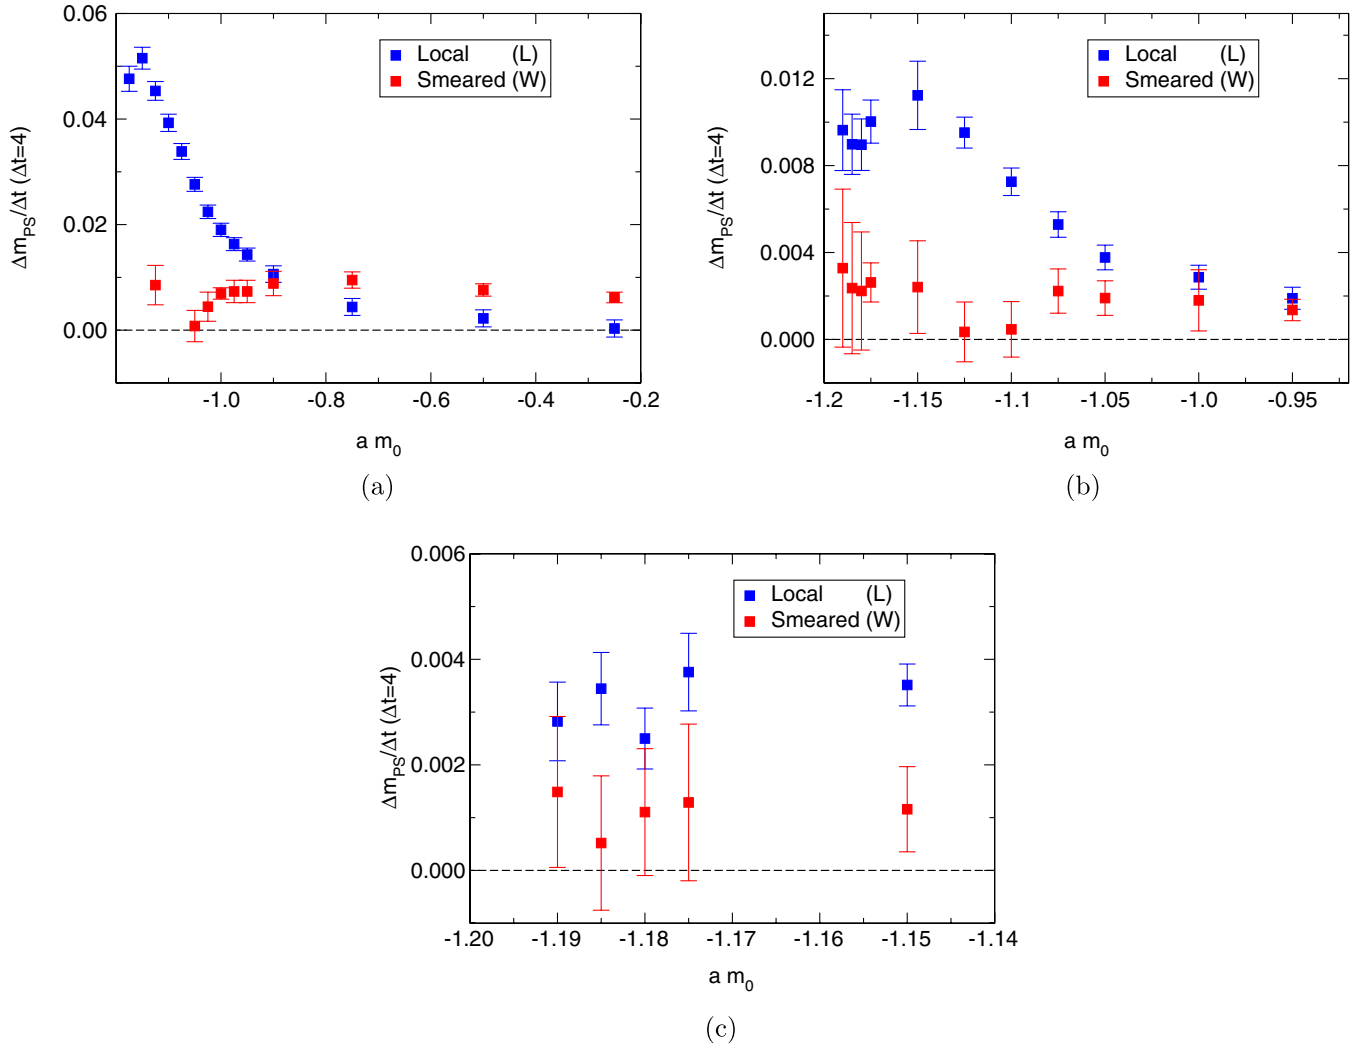 0.06
0.04
0.02
0.00
Δm_PS/Δt (Δt=4)
Local (L)
Smeared (W)
-1.0 -0.8 -0.6 -0.4 -0.2
a m_0
(a)
0.012
0.008
0.004
0.000
Δm_PS/Δt (Δt=4)
Local (L)
Smeared (W)
-1.2 -1.15 -1.1 -1.05 -1.0 -0.95
a m_0
(b)
0.006
0.004
0.002
0.000
Δm_PS/Δt (Δt=4)
Local (L)
Smeared (W)
-1.20 -1.19 -1.18 -1.17 -1.16 -1.15 -1.14
a m_0
(c)